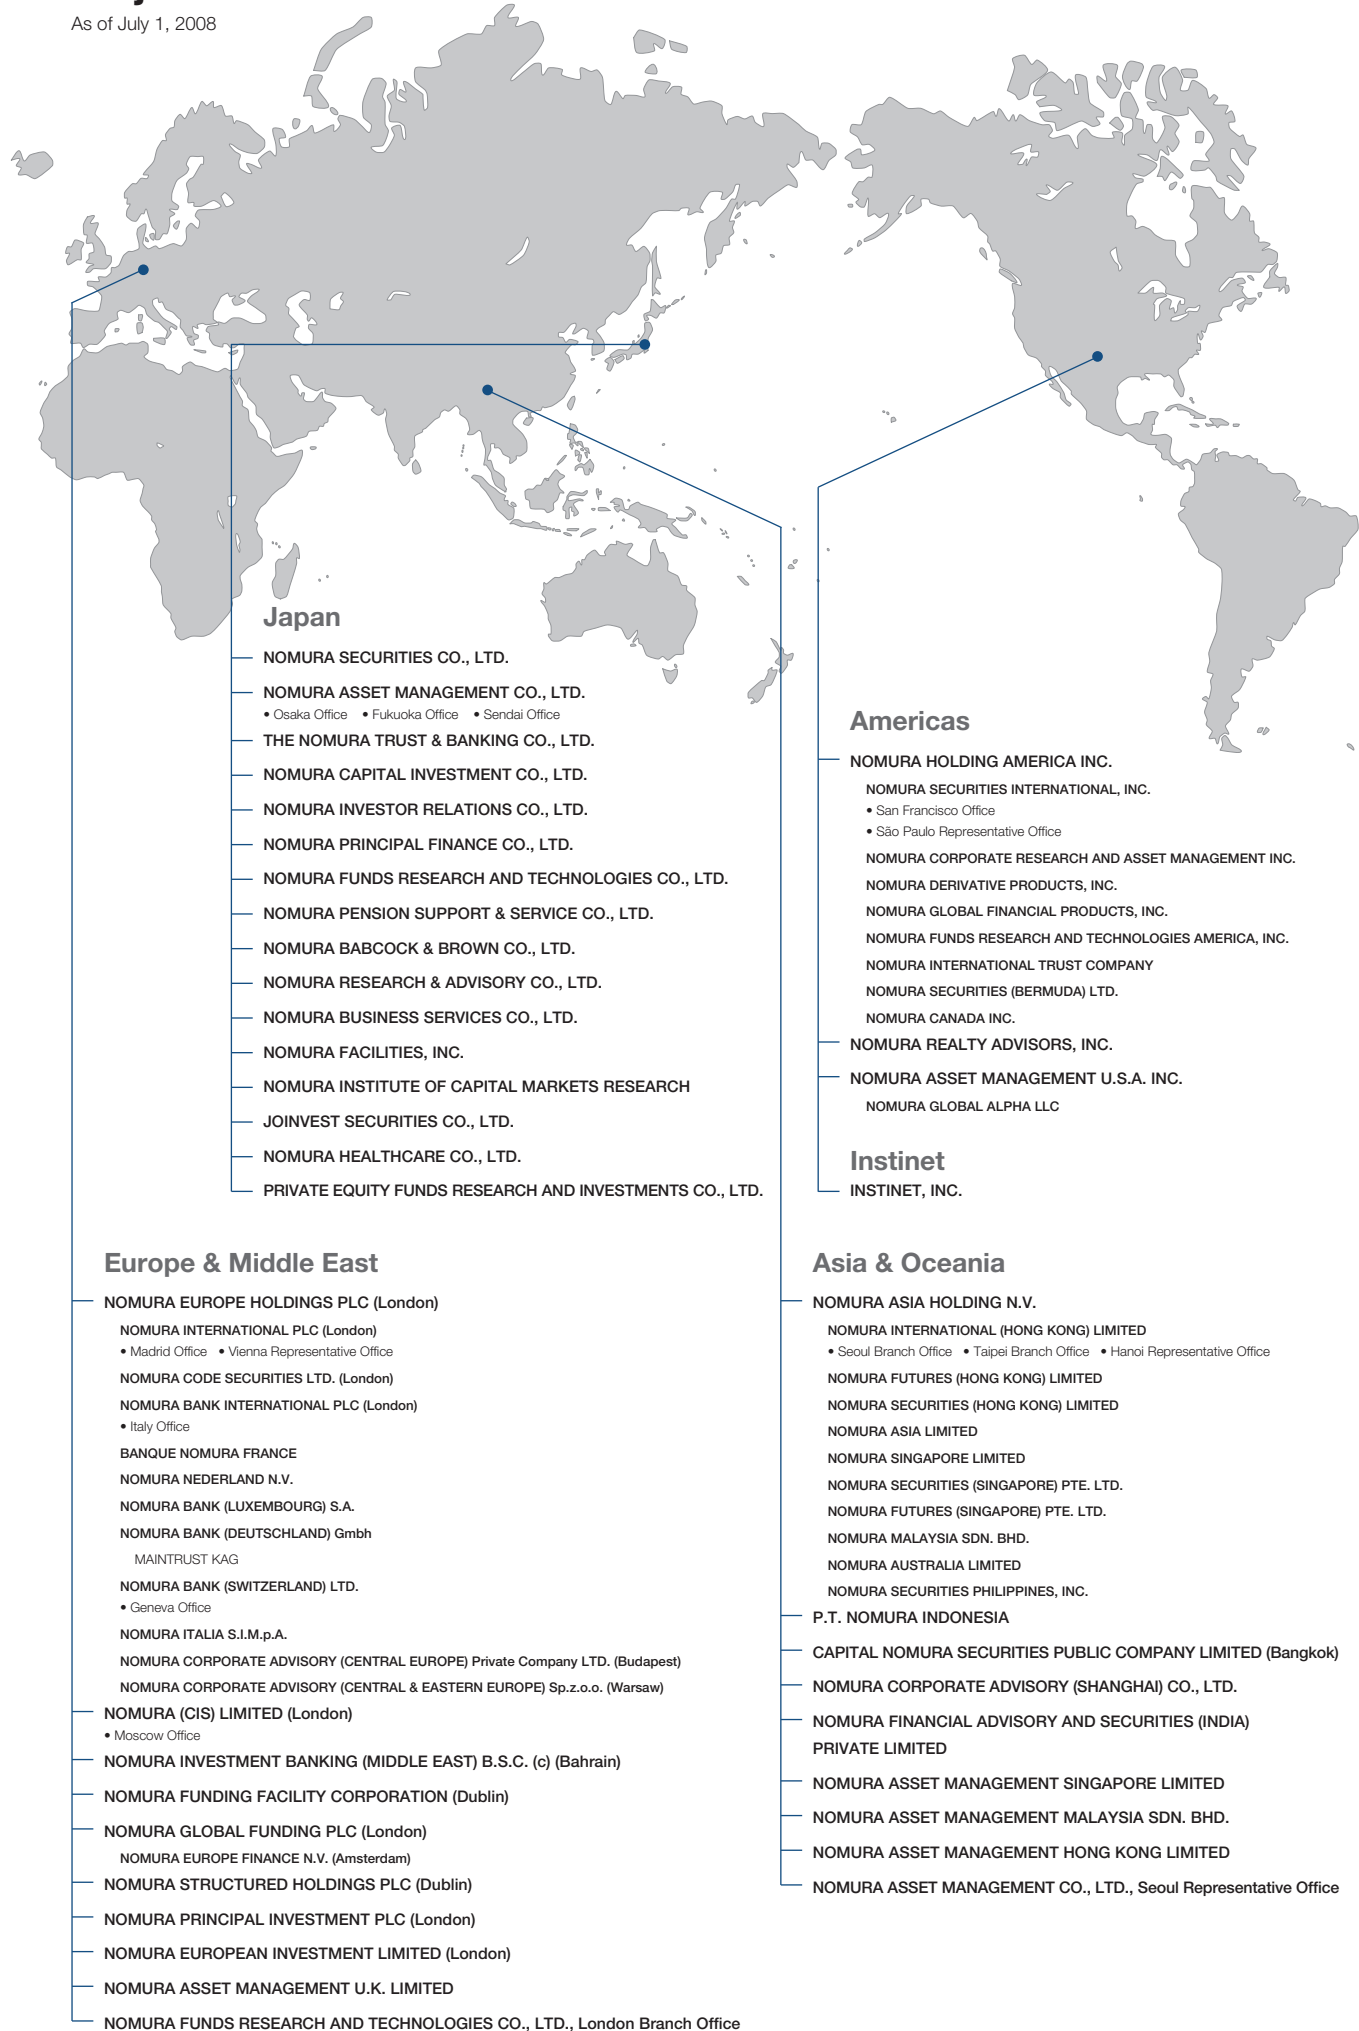 As of July 1, 2008
Japan
NOMURA SECURITIES CO., LTD.
NOMURA ASSET MANAGEMENT CO., LTD.
• Osaka Office • Fukuoka Office • Sendai Office
THE NOMURA TRUST & BANKING CO., LTD.
NOMURA CAPITAL INVESTMENT CO., LTD.
NOMURA INVESTOR RELATIONS CO., LTD.
NOMURA PRINCIPAL FINANCE CO., LTD.
NOMURA FUNDS RESEARCH AND TECHNOLOGIES CO., LTD.
NOMURA PENSION SUPPORT & SERVICE CO., LTD.
NOMURA BABCOCK & BROWN CO., LTD.
NOMURA RESEARCH & ADVISORY CO., LTD.
NOMURA BUSINESS SERVICES CO., LTD.
NOMURA FACILITIES, INC.
NOMURA INSTITUTE OF CAPITAL MARKETS RESEARCH
JOINVEST SECURITIES CO., LTD.
NOMURA HEALTHCARE CO., LTD.
PRIVATE EQUITY FUNDS RESEARCH AND INVESTMENTS CO., LTD.
Americas
NOMURA HOLDING AMERICA INC.
NOMURA SECURITIES INTERNATIONAL, INC.
• San Francisco Office
• São Paulo Representative Office
NOMURA CORPORATE RESEARCH AND ASSET MANAGEMENT INC.
NOMURA DERIVATIVE PRODUCTS, INC.
NOMURA GLOBAL FINANCIAL PRODUCTS, INC.
NOMURA FUNDS RESEARCH AND TECHNOLOGIES AMERICA, INC.
NOMURA INTERNATIONAL TRUST COMPANY
NOMURA SECURITIES (BERMUDA) LTD.
NOMURA CANADA INC.
NOMURA REALTY ADVISORS, INC.
NOMURA ASSET MANAGEMENT U.S.A. INC.
NOMURA GLOBAL ALPHA LLC
Instinet
INSTINET, INC.
Europe & Middle East
NOMURA EUROPE HOLDINGS PLC (London)
NOMURA INTERNATIONAL PLC (London)
• Madrid Office • Vienna Representative Office
NOMURA CODE SECURITIES LTD. (London)
NOMURA BANK INTERNATIONAL PLC (London)
• Italy Office
BANQUE NOMURA FRANCE
NOMURA NEDERLAND N.V.
NOMURA BANK (LUXEMBOURG) S.A.
NOMURA BANK (DEUTSCHLAND) Gmbh
MAINTRUST KAG
NOMURA BANK (SWITZERLAND) LTD.
• Geneva Office
NOMURA ITALIA S.I.M.p.A.
NOMURA CORPORATE ADVISORY (CENTRAL EUROPE) Private Company LTD. (Budapest)
NOMURA CORPORATE ADVISORY (CENTRAL & EASTERN EUROPE) Sp.z.o.o. (Warsaw)
NOMURA (CIS) LIMITED (London)
• Moscow Office
NOMURA INVESTMENT BANKING (MIDDLE EAST) B.S.C. (c) (Bahrain)
NOMURA FUNDING FACILITY CORPORATION (Dublin)
NOMURA GLOBAL FUNDING PLC (London)
NOMURA EUROPE FINANCE N.V. (Amsterdam)
NOMURA STRUCTURED HOLDINGS PLC (Dublin)
NOMURA PRINCIPAL INVESTMENT PLC (London)
NOMURA EUROPEAN INVESTMENT LIMITED (London)
NOMURA ASSET MANAGEMENT U.K. LIMITED
NOMURA FUNDS RESEARCH AND TECHNOLOGIES CO., LTD., London Branch Office
Asia & Oceania
NOMURA ASIA HOLDING N.V.
NOMURA INTERNATIONAL (HONG KONG) LIMITED
• Seoul Branch Office • Taipei Branch Office • Hanoi Representative Office
NOMURA FUTURES (HONG KONG) LIMITED
NOMURA SECURITIES (HONG KONG) LIMITED
NOMURA ASIA LIMITED
NOMURA SINGAPORE LIMITED
NOMURA SECURITIES (SINGAPORE) PTE. LTD.
NOMURA FUTURES (SINGAPORE) PTE. LTD.
NOMURA MALAYSIA SDN. BHD.
NOMURA AUSTRALIA LIMITED
NOMURA SECURITIES PHILIPPINES, INC.
P.T. NOMURA INDONESIA
CAPITAL NOMURA SECURITIES PUBLIC COMPANY LIMITED (Bangkok)
NOMURA CORPORATE ADVISORY (SHANGHAI) CO., LTD.
NOMURA FINANCIAL ADVISORY AND SECURITIES (INDIA)
PRIVATE LIMITED
NOMURA ASSET MANAGEMENT SINGAPORE LIMITED
NOMURA ASSET MANAGEMENT MALAYSIA SDN. BHD.
NOMURA ASSET MANAGEMENT HONG KONG LIMITED
NOMURA ASSET MANAGEMENT CO., LTD., Seoul Representative Office